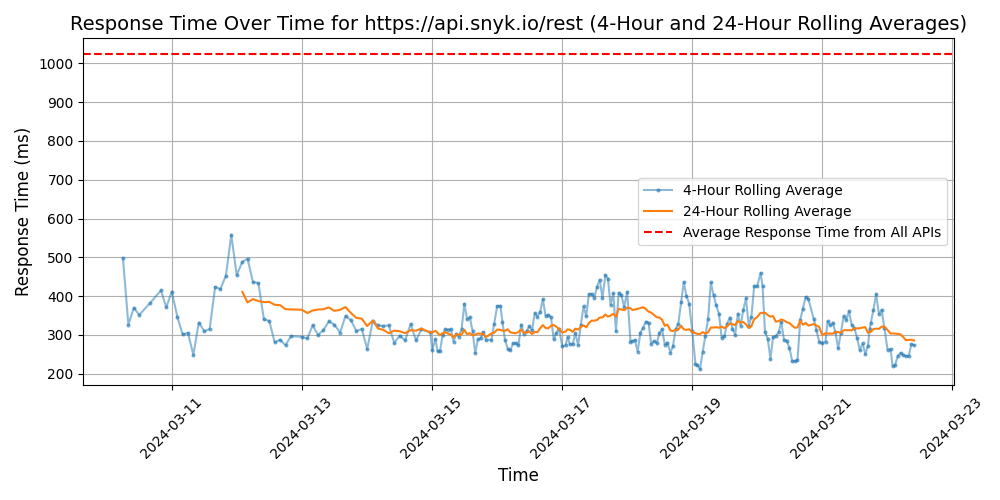 Response Time Over Time for https://api.snyk.io/rest (4-Hour and 24-Hour Rolling Averages)
Response Time (ms)
1000
900
800
700
600
500
400
300
200
4-Hour Rolling Average
24-Hour Rolling Average
Average Response Time from All APIs
2024-03-11
2024-03-13
2024-03-15
2024-03-17
2024-03-19
2024-03-21
2024-03-23
Time